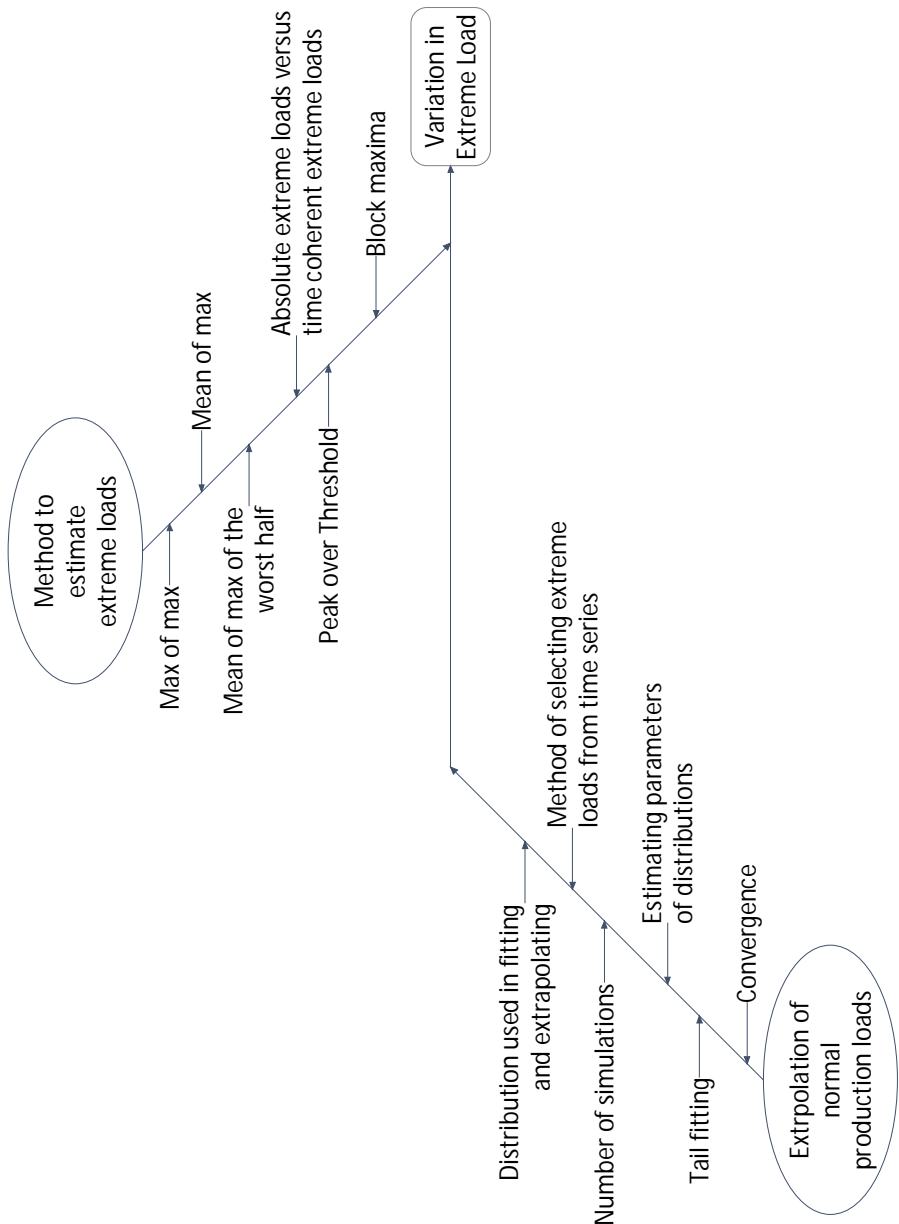 Method to
estimate
extreme loads
Max of max
Mean of max
Mean of max of the
worst half
Absolute extreme loads versus
time coherent extreme loads
Peak over Threshold
Block maxima
Variation in
Extreme Load
Distribution used in fitting
and extrapolating
Method of selecting extreme
loads from time series
Number of simulations
Estimating parameters
of distributions
Tail fitting
Convergence
Extrpolation of
normal
production loads